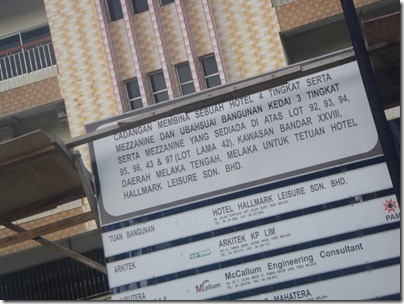 CADANGAN MEMBINA SEBUAH HOTEL 4 TINGKAT SERTA
MEZZANINE DAN UBAHSUAI BANGUNAN KEDAI 3 TINGKAT
SERTA MEZZANINE YANG SEDIADA DI ATAS LOT 92, 93, 94,
95, 96, 43 & 97 (LOT LAMA 42), KAWASAN BANDAR XXVIII,
DAERAH MELAKA TENGAH, MELAKA UNTUK TETUAN HOTEL
HALLMARK LEISURE SDN. BHD.
TUAN BANGUNAN
HOTEL HALLMARK LEISURE SDN. BHD.
ARKITEK
ARKITEK KP LIM
PAM
McCallum
McCallum Engineering Consultant
MAHATERA